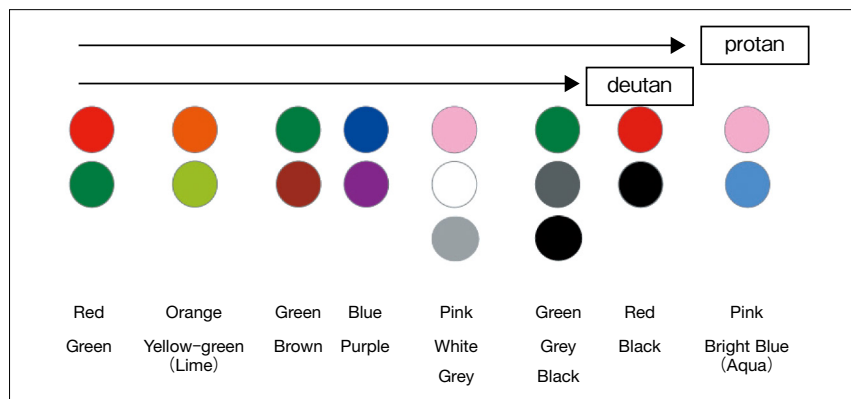 protan
deutan
Red Orange Green Blue Pink Green Red Pink
Green Yellow-green Brown Purple White Grey Black Bright Blue
(Lime) (Aqua)
Grey Black